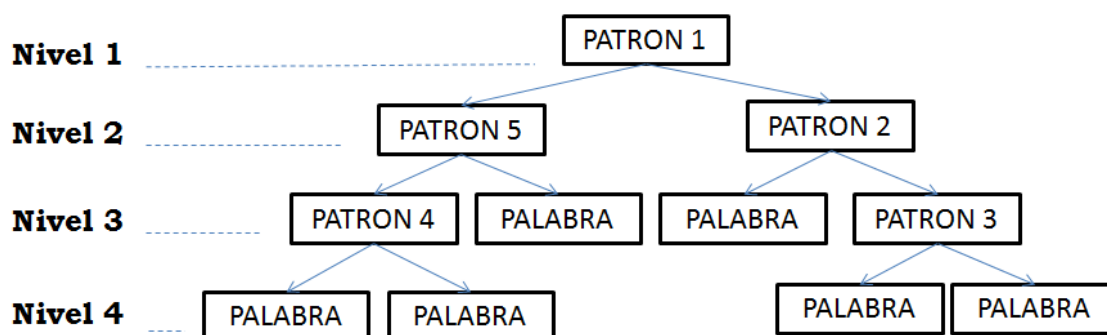 Nivel 1 PATRON 1
Nivel 2 PATRON 5 PATRON 2
Nivel 3 PATRON 4 PALABRA PALABRA PATRON 3
Nivel 4 PALABRA PALABRA PALABRA PALABRA